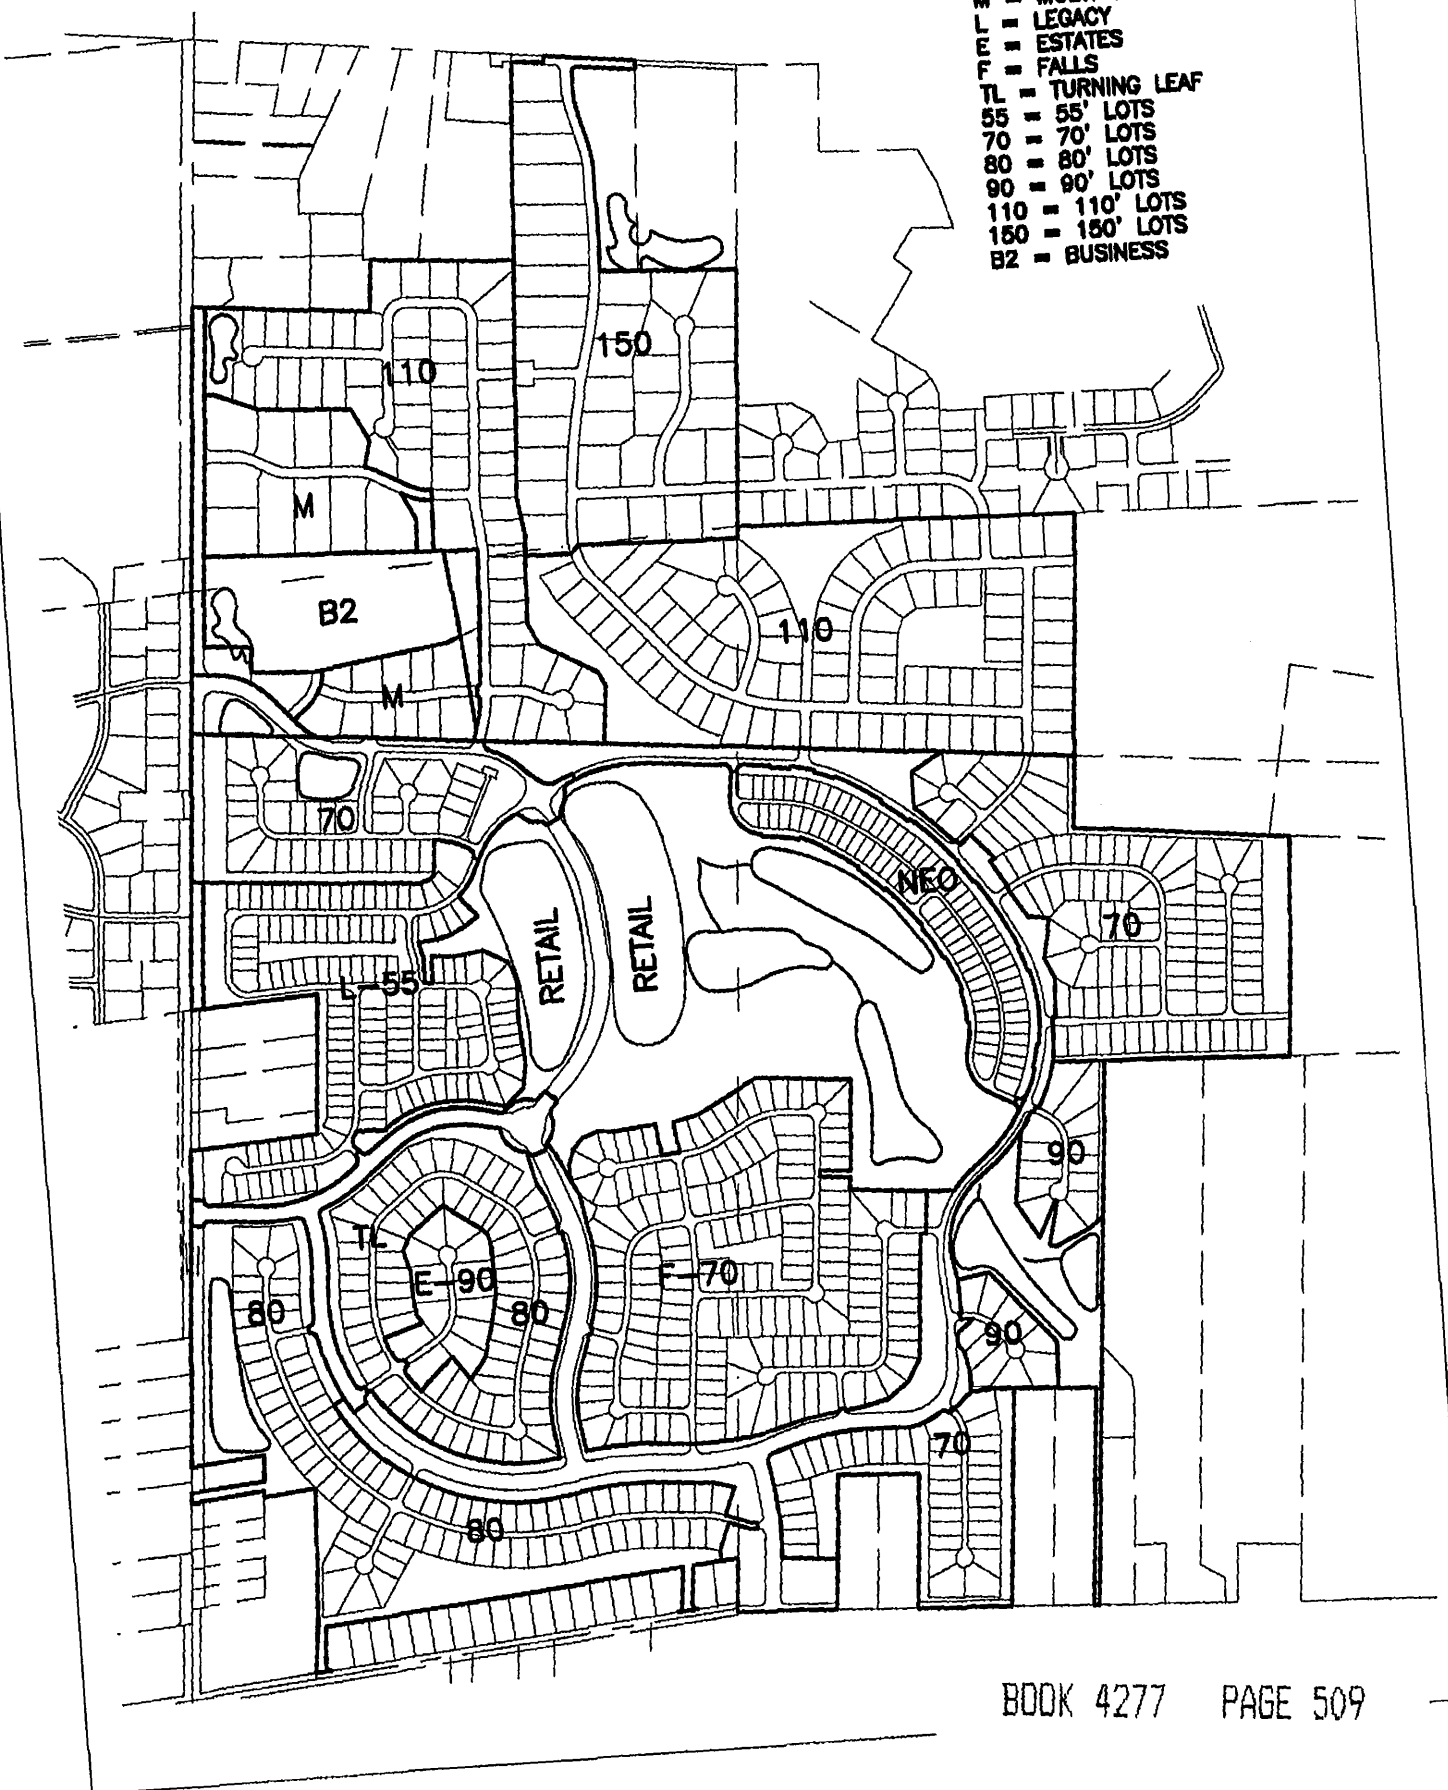 L = LEGACY
E = ESTATES
F = FALLS
TL = TURNING LEAF
55 = 55' LOTS
70 = 70' LOTS
80 = 80' LOTS
90 = 90' LOTS
110 = 110' LOTS
150 = 150' LOTS
B2 = BUSINESS
150
110
M
B2
110
M
70
NEO
RETAIL
RETAIL
70
L-55
90
TL
E-90
F-70
80
80
90
70
80
BOOK 4277 PAGE 509